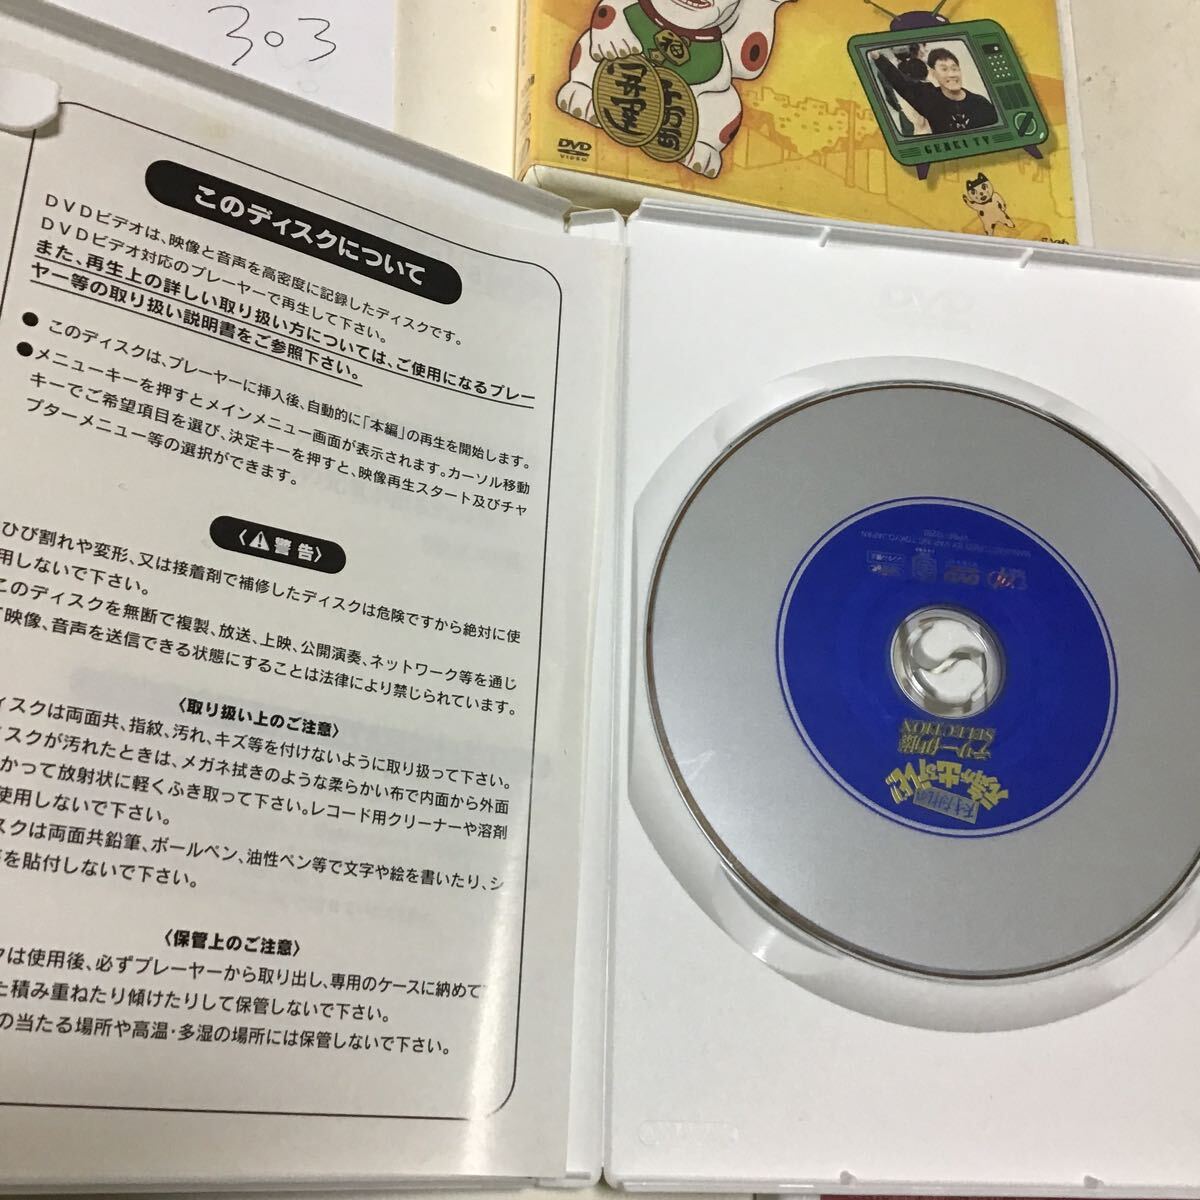 303
福
開運
千万両
DVD
VIDEO
GENKI TV
このディスクについて
DVDビデオは、映像と音声を高密度に記録したディスクです。
DVDビデオ対応のプレーヤーで再生して下さい。
また、再生上の詳しい取り扱い方については、ご使用になるプレー
ヤー等の取り扱い説明書をご参照下さい。
● このディスクは、プレーヤーに挿入後、自動的に「本編」の再生を開始します。
●メニューキーを押すとメインメニュー画面が表示されます。カーソル移動
キーでご希望項目を選び、決定キーを押すと、映像再生スタート及びチャ
プターメニュー等の選択ができます。
〈⚠警告〉
ひび割れや変形、又は接着剤で補修したディスクは危険ですから絶対に使
用しないで下さい。
このディスクを無断で複製、放送、上映、公開演奏、ネットワーク等を通じ
映像、音声を送信できる状態にすることは法律により禁じられています。
〈取り扱い上のご注意〉
ィスクは両面共、指紋、汚れ、キズ等を付けないように取り扱って下さい。
ィスクが汚れたときは、メガネ拭きのような柔らかい布で内面から外面
かって放射状に軽くふき取って下さい。レコード用クリーナーや溶剤
使用しないで下さい。
スクは両面共鉛筆、ボールペン、油性ペン等で文字や絵を書いたり、シ
を貼付しないで下さい。
〈保管上のご注意〉
クは使用後、必ずプレーヤーから取り出し、専用のケースに納めて
た積み重ねたり傾けたりして保管しないで下さい。
の当たる場所や高温・多湿の場所には保管しないで下さい。
天才・たけしの
元気が出るテレビ
テリー伊藤
SELECTION